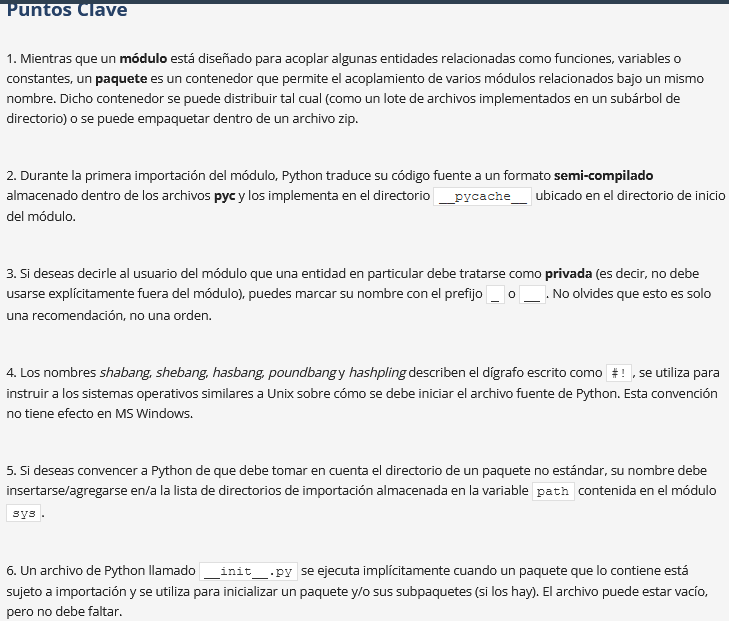 Puntos Clave
1. Mientras que un módulo está diseñado para acoplar algunas entidades relacionadas como funciones, variables o
constantes, un paquete es un contenedor que permite el acoplamiento de varios módulos relacionados bajo un mismo
nombre. Dicho contenedor se puede distribuir tal cual (como un lote de archivos implementados en un subárbol de
directorio) o se puede empaquetar dentro de un archivo zip.
2. Durante la primera importación del módulo, Python traduce su código fuente a un formato semi-compilado
almacenado dentro de los archivos pyc y los implementa en el directorio __pycache__ ubicado en el directorio de inicio
del módulo.
3. Si deseas decirle al usuario del módulo que una entidad en particular debe tratarse como privada (es decir, no debe
usarse explícitamente fuera del módulo), puedes marcar su nombre con el prefijo _ o __. No olvides que esto es solo
una recomendación, no una orden.
4. Los nombres shabang, shebang, hasbang, poundbang y hashpling describen el dígrafo escrito como #!, se utiliza para
instruir a los sistemas operativos similares a Unix sobre cómo se debe iniciar el archivo fuente de Python. Esta convención
no tiene efecto en MS Windows.
5. Si deseas convencer a Python de que debe tomar en cuenta el directorio de un paquete no estándar, su nombre debe
insertarse/agregarse en/a la lista de directorios de importación almacenada en la variable path contenida en el módulo
sys.
6. Un archivo de Python llamado __init__.py se ejecuta implícitamente cuando un paquete que lo contiene está
sujeto a importación y se utiliza para inicializar un paquete y/o sus subpaquetes (si los hay). El archivo puede estar vacío,
pero no debe faltar.